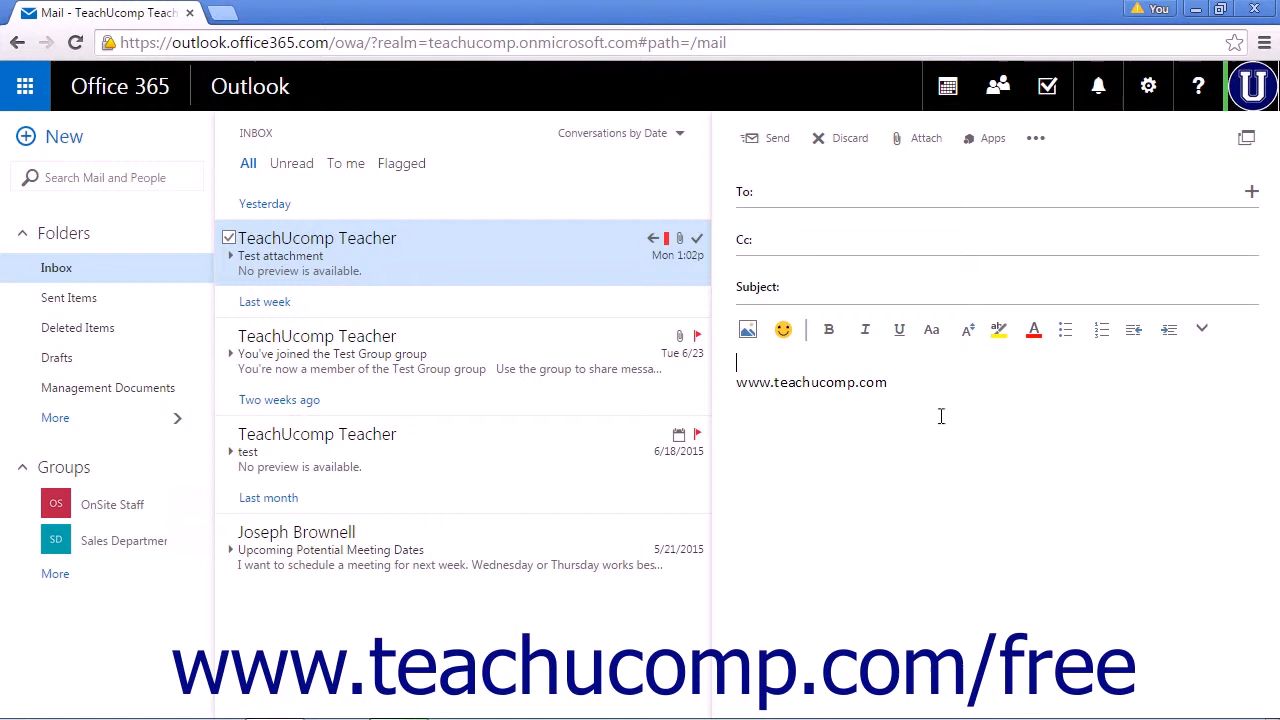 Mail - TeachUcomp Teach
You
https://outlook.office365.com/owa/?realm=teachucomp.onmicrosoft.com#path=/mail
Office 365
Outlook
?
U
New
Search Mail and People
Folders
Inbox
Sent Items
Deleted Items
Drafts
Management Documents
More
Groups
OS OnSite Staff
SD Sales Departmer
More
INBOX
Conversations by Date
All Unread To me Flagged
Yesterday
TeachUcomp Teacher
Test attachment Mon 1:02p
No preview is available.
Last week
TeachUcomp Teacher
You've joined the Test Group group Tue 6/23
You're now a member of the Test Group group Use the group to share messa...
Two weeks ago
TeachUcomp Teacher
test 6/18/2015
No preview is available.
Last month
Joseph Brownell
Upcoming Potential Meeting Dates 5/21/2015
I want to schedule a meeting for next week. Wednesday or Thursday works bes...
Send Discard Attach Apps
To:
Cc:
Subject:
B I U Aa A ab A
www.teachucomp.com
www.teachucomp.com/free